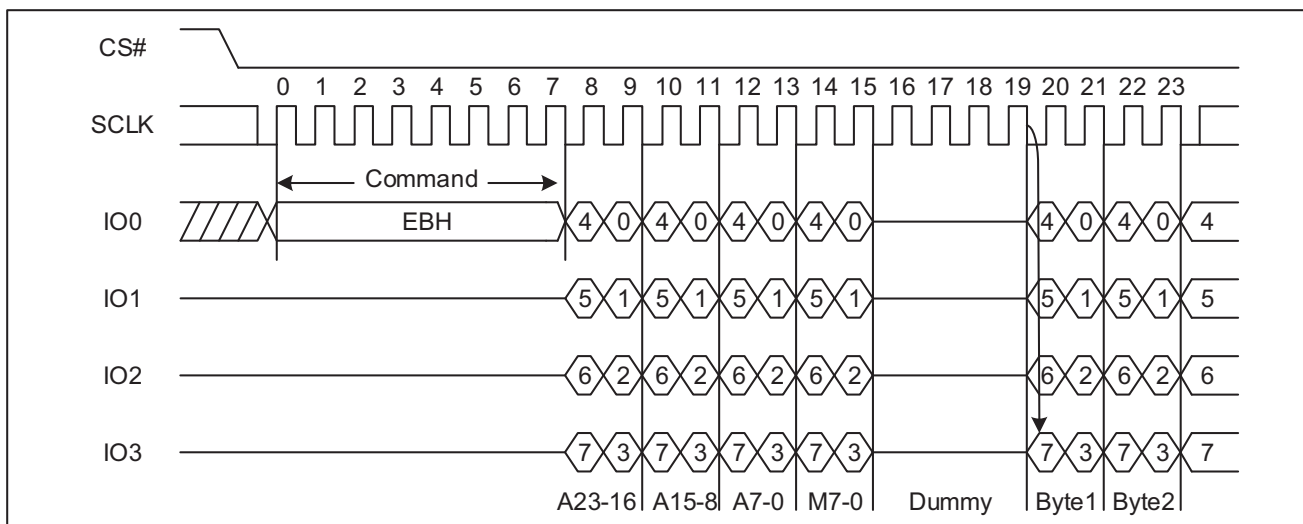 CS#
0 1 2 3 4 5 6 7 8 9 10 11 12 13 14 15 16 17 18 19 20 21 22 23
SCLK
Command
IO0 EBH 4 0 4 0 4 0 4 0 4 0 4 0 4
IO1 5 1 5 1 5 1 5 1 5 1 5 1 5
IO2 6 2 6 2 6 2 6 2 6 2 6 2 6
IO3 7 3 7 3 7 3 7 3 7 3 7 3 7
A23-16 A15-8 A7-0 M7-0 Dummy Byte1 Byte2